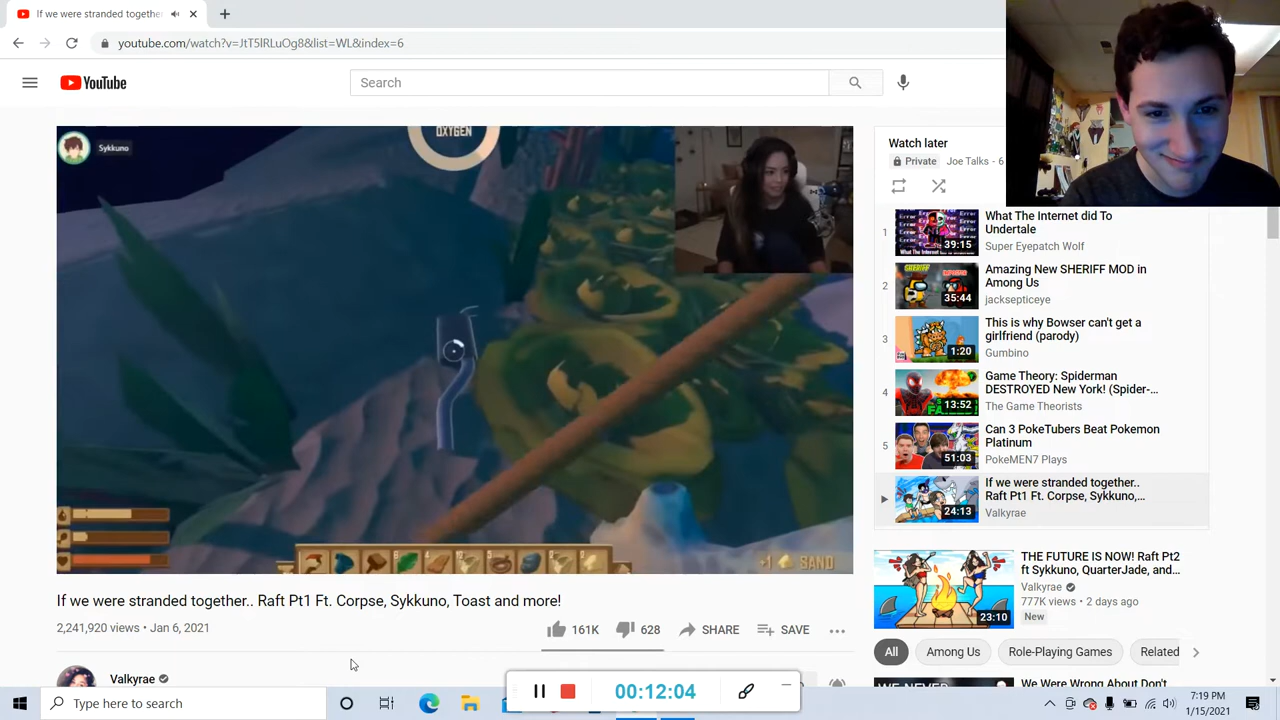 If we were stranded together
youtube.com/watch?v=JtT5lRLuOg8&list=WL&index=6
YouTube
Search
OXYGEN
Sykkuno
+1 SAND
If we were stranded together.. Raft Pt1 Ft. Corpse, Sykkuno, Toast and more!
2,241,920 views • Jan 6, 2021
161K
628
SHARE
SAVE
Valkyrae
Watch later
Private
Joe Talks - 6
1
39:15
What The Internet did To
Undertale
Super Eyepatch Wolf
2
35:44
Amazing New SHERIFF MOD in
Among Us
jacksepticeye
3
1:20
This is why Bowser can't get a
girlfriend (parody)
Gumbino
4
13:52
Game Theory: Spiderman
DESTROYED New York! (Spider-...
The Game Theorists
5
51:03
Can 3 PokeTubers Beat Pokemon
Platinum
PokeMEN7 Plays
24:13
If we were stranded together..
Raft Pt1 Ft. Corpse, Sykkuno,...
Valkyrae
23:10
THE FUTURE IS NOW! Raft Pt2
ft Sykkuno, QuarterJade, and...
Valkyrae
777K views • 2 days ago
New
All
Among Us
Role-Playing Games
Related
We Were Wrong About Don't
00:12:04
Type here to search
7:19 PM
1/15/2021